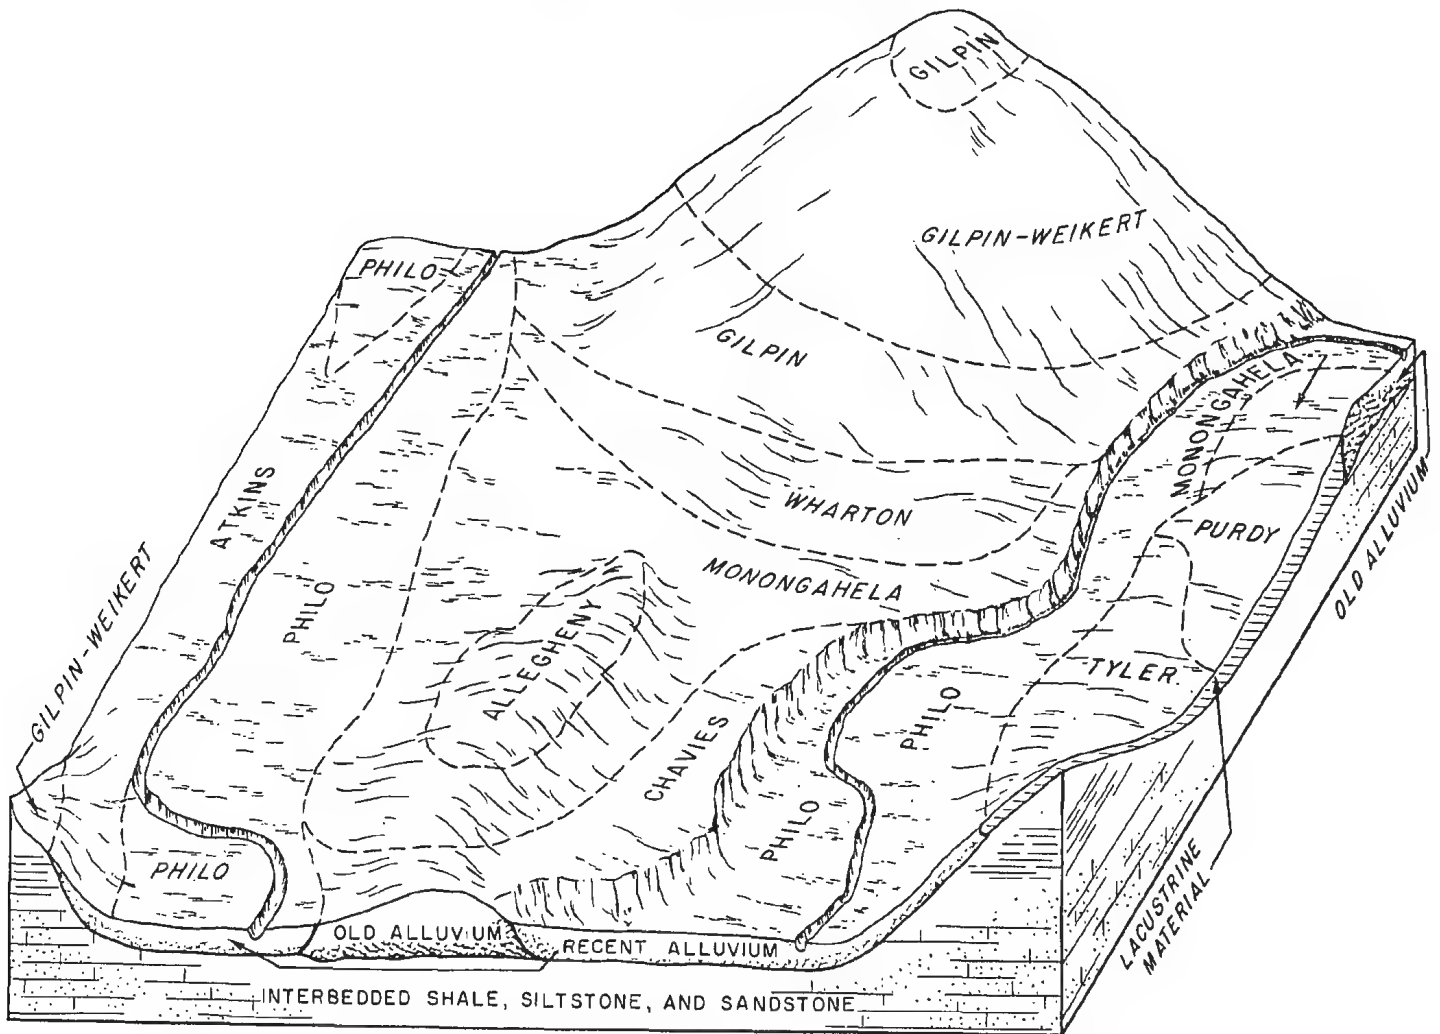 GILPIN
GILPIN-WEIKERT
PHILO
GILPIN
MONONGAHELA
ATKINS
WHARTON
PURDY
OLD ALLUVIUM
GILPIN-WEIKERT
PHILO
MONONGAHELA
ALLEGHENY
TYLER
PHILO
CHAVIES
PHILO
PHILO
LACUSTRINE
MATERIAL
OLD ALLUVIUM
RECENT ALLUVIUM
INTERBEDDED SHALE, SILTSTONE, AND SANDSTONE